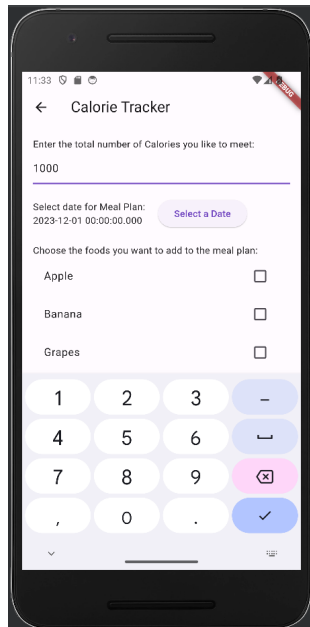 11:33
DEBUG
Calorie Tracker
Enter the total number of Calories you like to meet:
1000
Select date for Meal Plan:
2023-12-01 00:00:00.000
Select a Date
Choose the foods you want to add to the meal plan:
Apple
Banana
Grapes
1 2 3 –
4 5 6
7 8 9
, 0 .